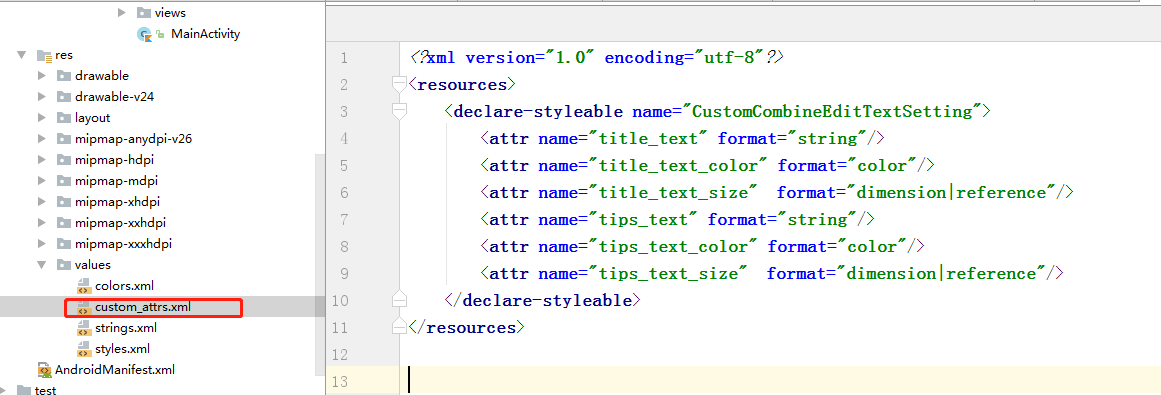 views
MainActivity
res
drawable
drawable-v24
layout
mipmap-anydpi-v26
mipmap-hdpi
mipmap-mdpi
mipmap-xhdpi
mipmap-xxhdpi
mipmap-xxxhdpi
values
colors.xml
custom_attrs.xml
strings.xml
styles.xml
AndroidManifest.xml
test
1 <?xml version="1.0" encoding="utf-8"?>
2 <resources>
3 <declare-styleable name="CustomCombineEditTextSetting">
4 <attr name="title_text" format="string"/>
5 <attr name="title_text_color" format="color"/>
6 <attr name="title_text_size"  format="dimension|reference"/>
7 <attr name="tips_text" format="string"/>
8 <attr name="tips_text_color" format="color"/>
9 <attr name="tips_text_size"  format="dimension|reference"/>
10 </declare-styleable>
11 </resources>
12
13